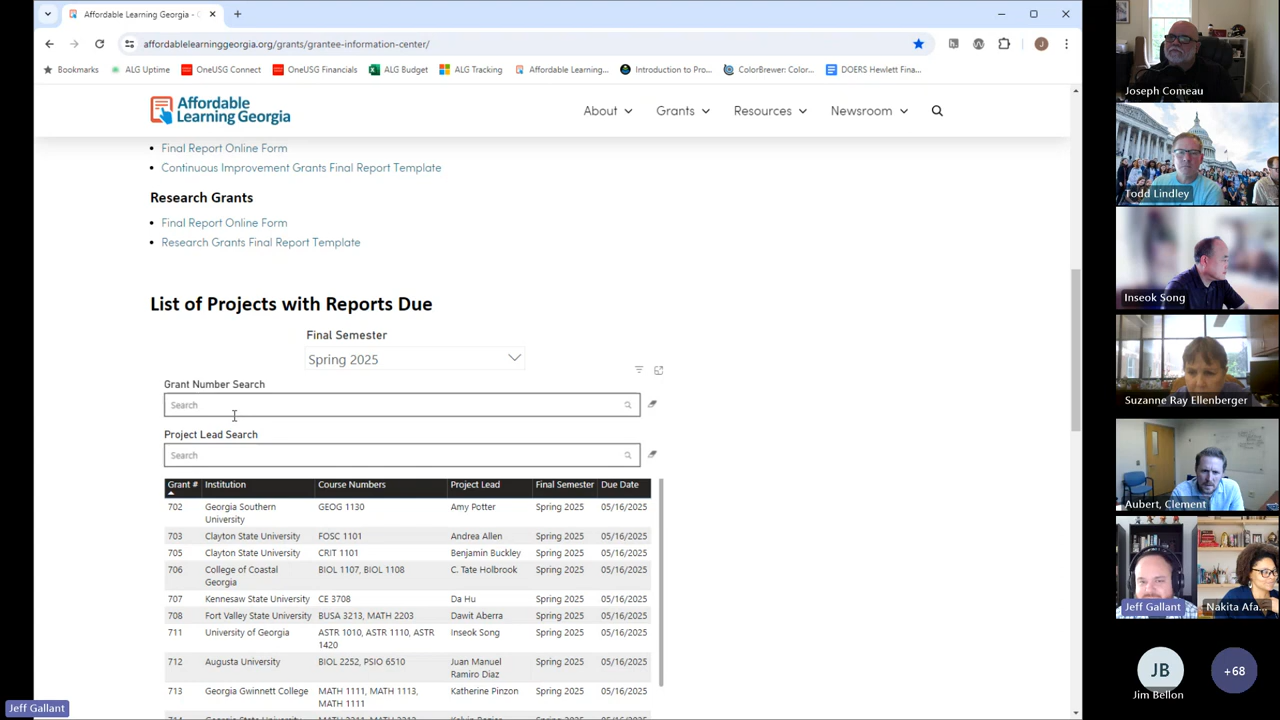 Affordable Learning Georgia -
affordablelearninggeorgia.org/grants/grantee-information-center/
J
Bookmarks
ALG Uptime
OneUSG Connect
OneUSG Financials
ALG Budget
ALG Tracking
Affordable Learning...
Introduction to Pro...
ColorBrewer: Color...
DOERS Hewlett Fina...
Affordable
Learning Georgia
About
Grants
Resources
Newsroom
Final Report Online Form
Continuous Improvement Grants Final Report Template
Research Grants
Final Report Online Form
Research Grants Final Report Template
List of Projects with Reports Due
Final Semester
Spring 2025
Grant Number Search
Search
Project Lead Search
Search
Grant # Institution Course Numbers Project Lead Final Semester Due Date
702 Georgia Southern University GEOG 1130 Amy Potter Spring 2025 05/16/2025
703 Clayton State University FOSC 1101 Andrea Allen Spring 2025 05/16/2025
705 Clayton State University CRIT 1101 Benjamin Buckley Spring 2025 05/16/2025
706 College of Coastal Georgia BIOL 1107, BIOL 1108 C. Tate Holbrook Spring 2025 05/16/2025
707 Kennesaw State University CE 3708 Da Hu Spring 2025 05/16/2025
708 Fort Valley State University BUSA 3213, MATH 2203 Dawit Aberra Spring 2025 05/16/2025
711 University of Georgia ASTR 1010, ASTR 1110, ASTR 1420 Inseok Song Spring 2025 05/16/2025
712 Augusta University BIOL 2252, PSIO 6510 Juan Manuel Ramiro Diaz Spring 2025 05/16/2025
713 Georgia Gwinnett College MATH 1111, MATH 1113, MATH 1111 Katherine Pinzon Spring 2025 05/16/2025
Jeff Gallant
Joseph Comeau
Todd Lindley
Inseok Song
Suzanne Ray Ellenberger
Aubert, Clement
Jeff Gallant
Nakita Afa...
JB
Jim Bellon
+68